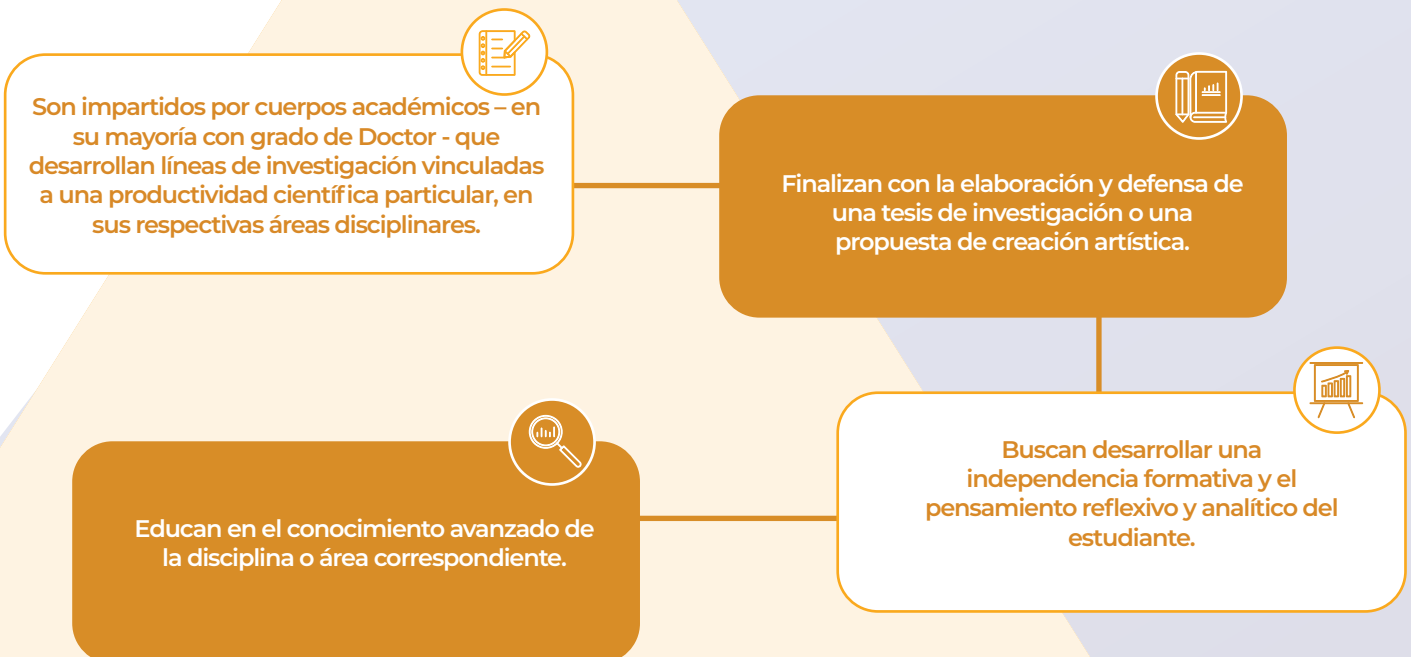 Son impartidos por cuerpos académicos – en
su mayoría con grado de Doctor - que
desarrollan líneas de investigación vinculadas
a una productividad científica particular, en
sus respectivas áreas disciplinares.
Finalizan con la elaboración y defensa de
una tesis de investigación o una
propuesta de creación artística.
Buscan desarrollar una
independencia formativa y el
pensamiento reflexivo y analítico del
estudiante.
Educan en el conocimiento avanzado de
la disciplina o área correspondiente.